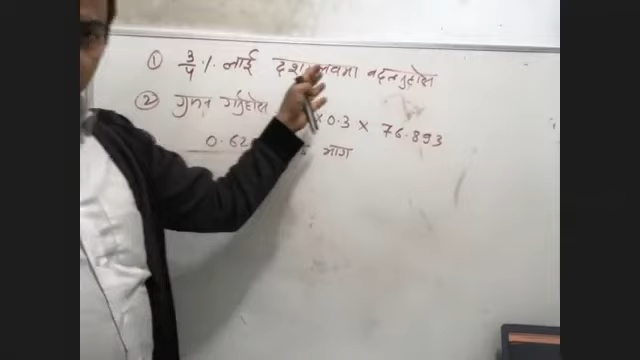 ① 3/4 % लाई दशमलवमा बदल्नुहोस
② गुणन गर्नुहोस × 0.3 × 76.893
0.62 भाग